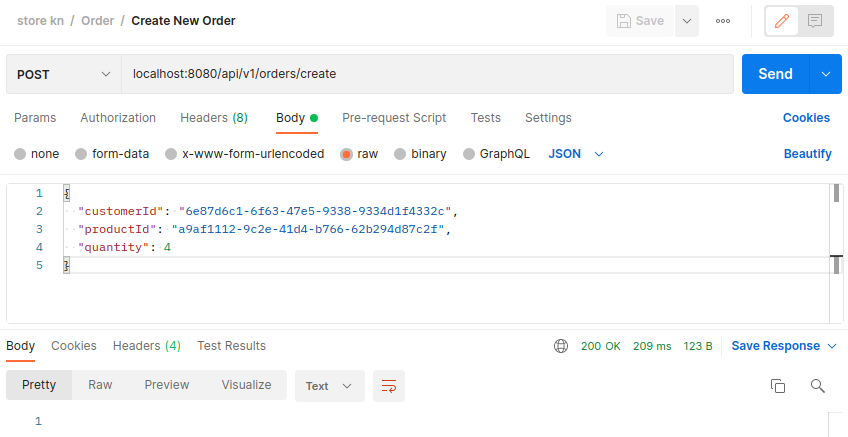 store kn / Order / Create New Order
Save
POST
localhost:8080/api/v1/orders/create
Send
Params Authorization Headers (8) Body Pre-request Script Tests Settings Cookies
none form-data x-www-form-urlencoded raw binary GraphQL JSON Beautify
1 {
2 "customerId": "6e87d6c1-6f63-47e5-9338-9334d1f4332c",
3 "productId": "a9af1112-9c2e-41d4-b766-62b294d87c2f",
4 "quantity": 4
5 }
Body Cookies Headers (4) Test Results 200 OK 209 ms 123 B Save Response
Pretty Raw Preview Visualize Text
1